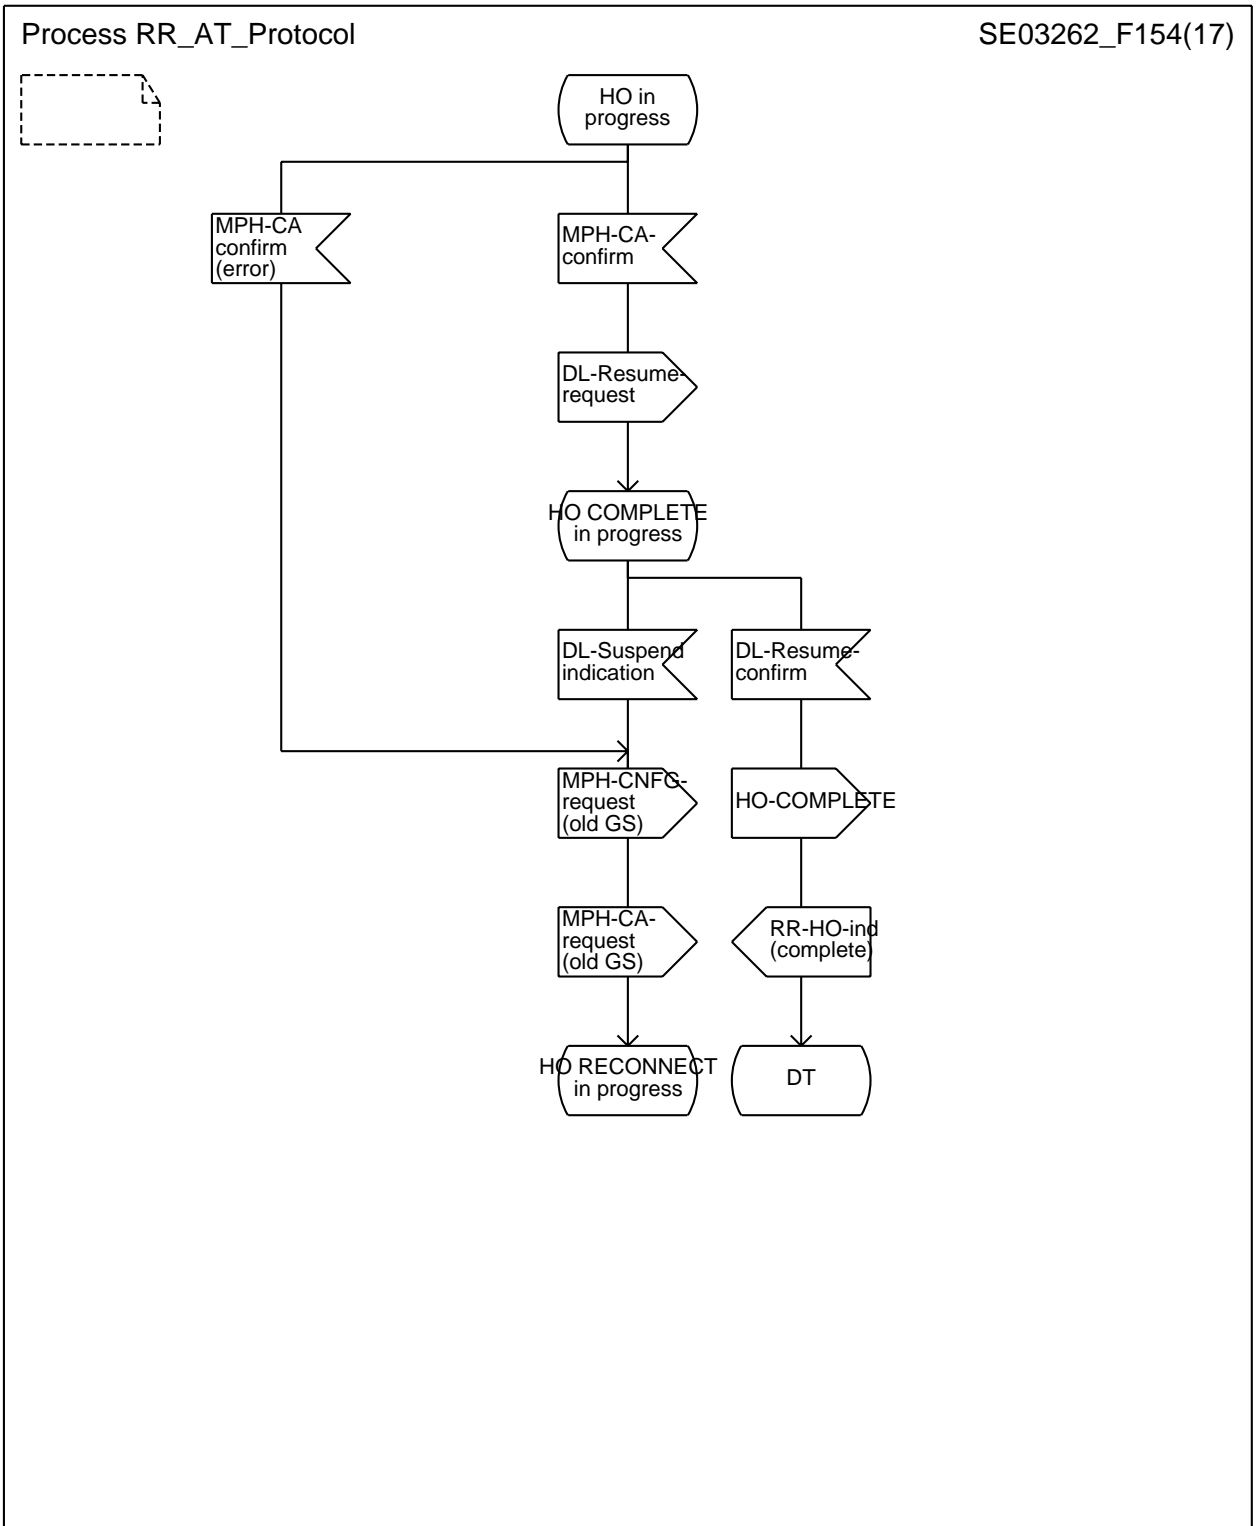 Process RR_AT_Protocol
SE03262_F154(17)
HO in
progress
MPH-CA
confirm
(error)
MPH-CA-
confirm
DL-Resume-
request
HO COMPLETE
in progress
DL-Suspend
indication
DL-Resume-
confirm
MPH-CNFG-
request
(old GS)
HO-COMPLETE
MPH-CA-
request
(old GS)
RR-HO-ind
(complete)
HO RECONNECT
in progress
DT